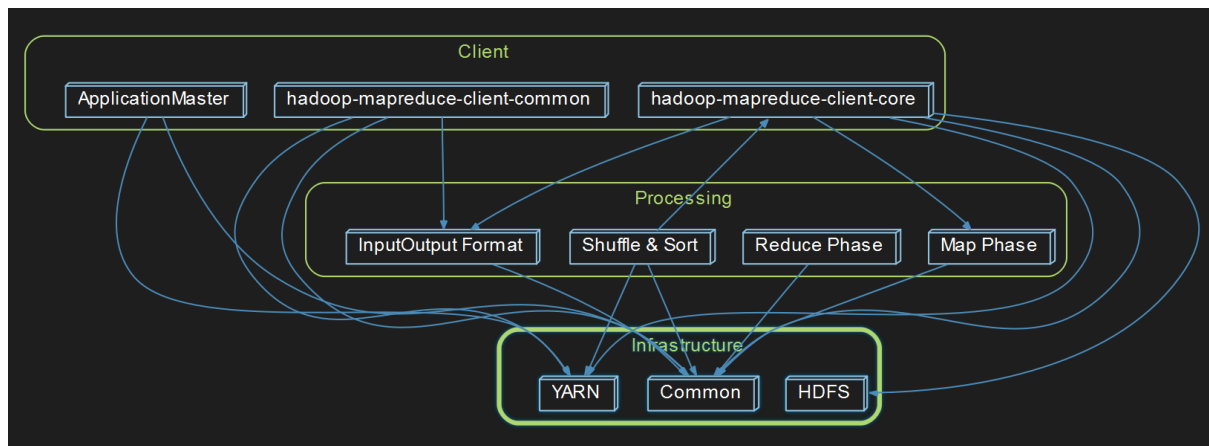 Client
ApplicationMaster
hadoop-mapreduce-client-common
hadoop-mapreduce-client-core
Processing
InputOutput Format
Shuffle & Sort
Reduce Phase
Map Phase
Infrastructure
YARN
Common
HDFS